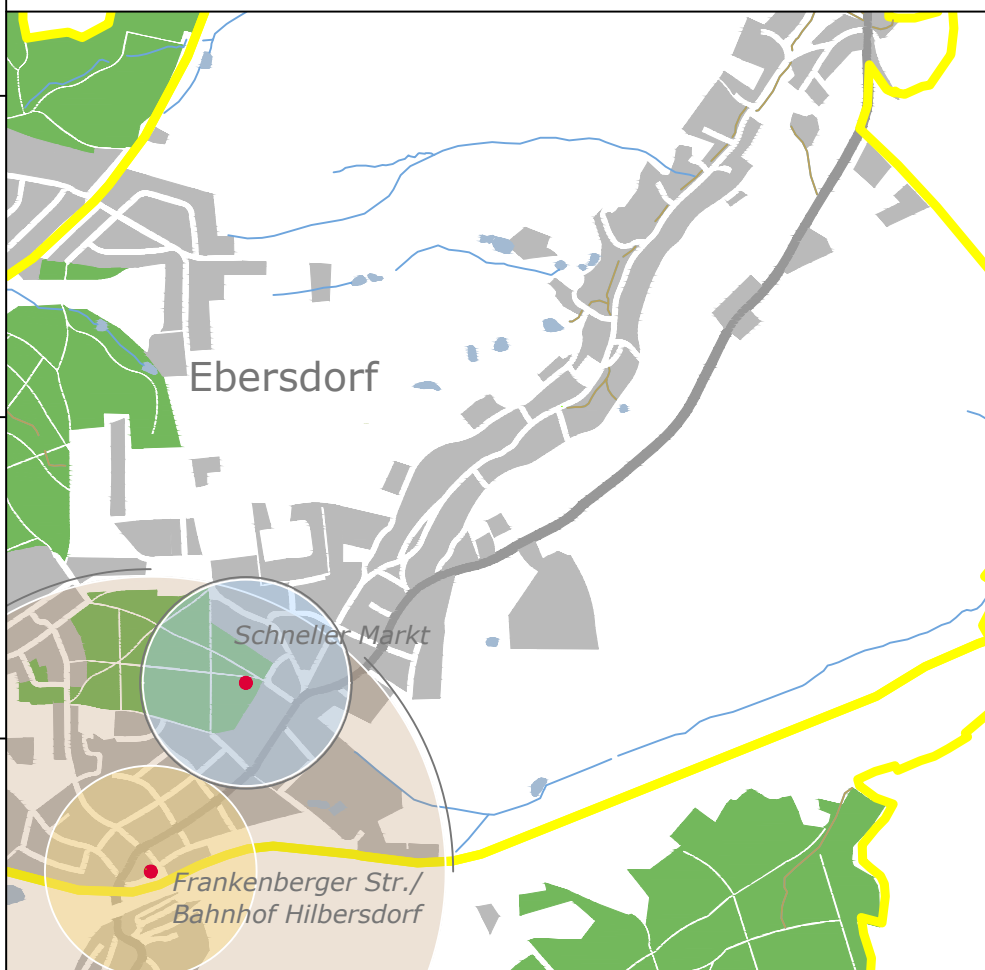 Ebersdorf
Schneller Markt
Frankenberger Str./
Bahnhof Hilbersdorf